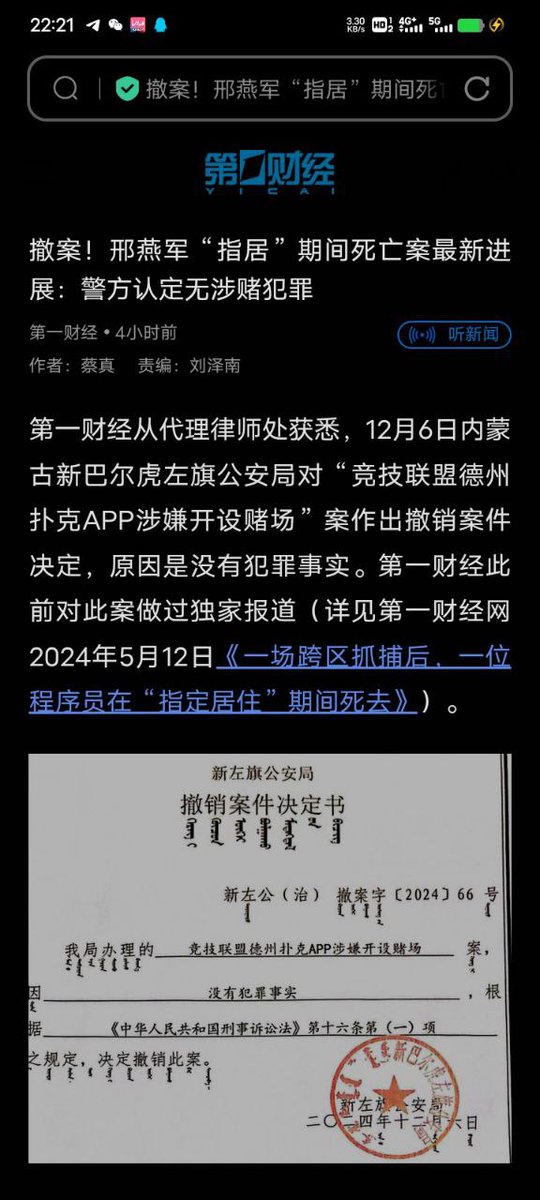 22:21
3.30 KB/s HD 1 2 4G+ 5G
撤案！邢燕军“指居”期间死
第一财经
YICAI
撤案！邢燕军“指居”期间死亡案最新进
展：警方认定无涉赌犯罪
第一财经 • 4小时前
听新闻
作者：蔡真 责编：刘泽南
第一财经从代理律师处获悉，12月6日内蒙
古新巴尔虎左旗公安局对“竞技联盟德州
扑克APP涉嫌开设赌场”案作出撤销案件
决定，原因是没有犯罪事实。第一财经此
前对此案做过独家报道（详见第一财经网
2024年5月12日《一场跨区抓捕后，一位
程序员在“指定居住”期间死去》）。
新左旗公安局
撤销案件决定书
新左公（治）撤案字〔2024〕66号
我局办理的 竞技联盟德州扑克APP涉嫌开设赌场 案，
因 没有犯罪事实 ，根
据 《中华人民共和国刑事诉讼法》第十六条第（一）项
之规定，决定撤销此案。
新巴尔虎左旗
新左旗公安局
二〇二四年十二月六日